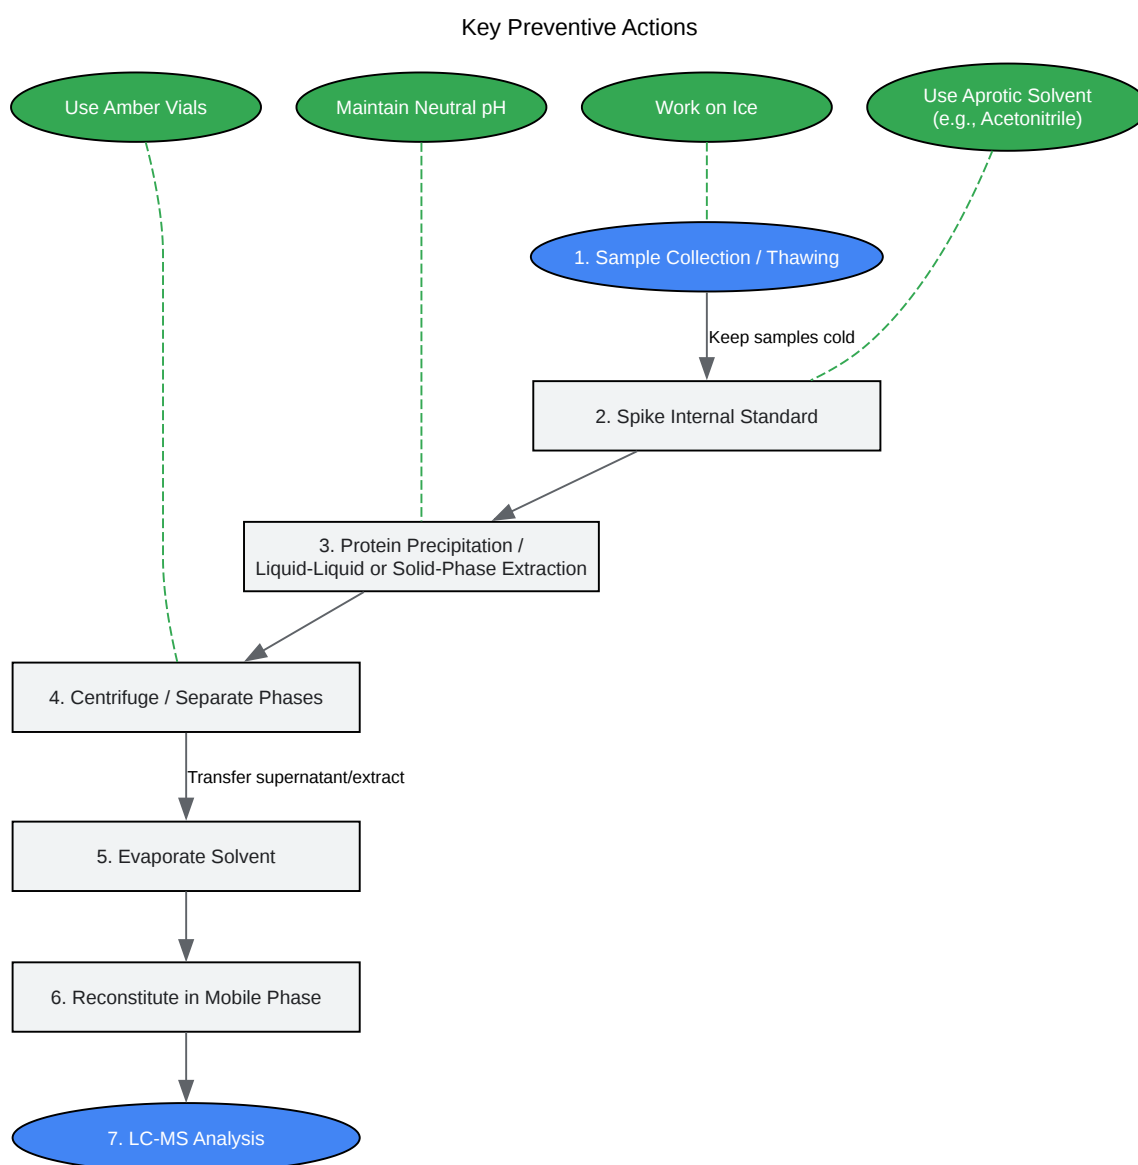 Key Preventive Actions
Use Amber Vials
Maintain Neutral pH
Work on Ice
Use Aprotic Solvent
(e.g., Acetonitrile)
1. Sample Collection / Thawing
Keep samples cold
2. Spike Internal Standard
3. Protein Precipitation /
Liquid-Liquid or Solid-Phase Extraction
4. Centrifuge / Separate Phases
Transfer supernatant/extract
5. Evaporate Solvent
6. Reconstitute in Mobile Phase
7. LC-MS Analysis